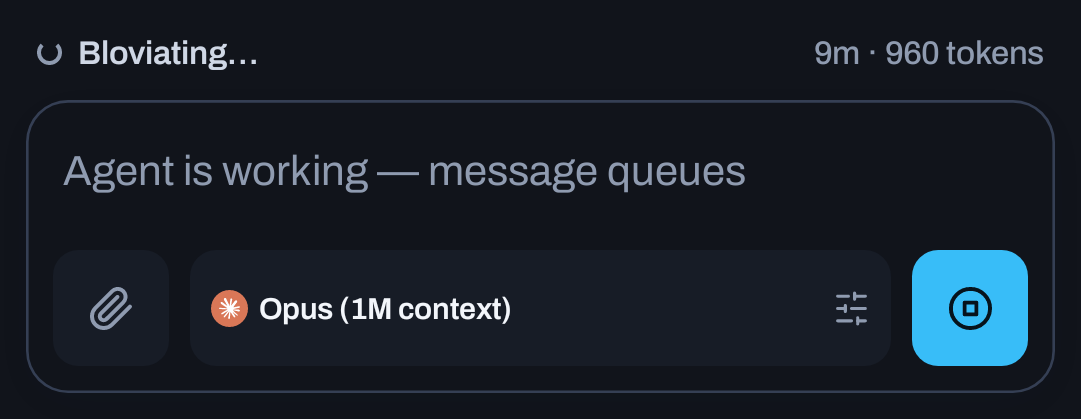 Bloviating...
9m · 960 tokens
Agent is working — message queues
Opus (1M context)